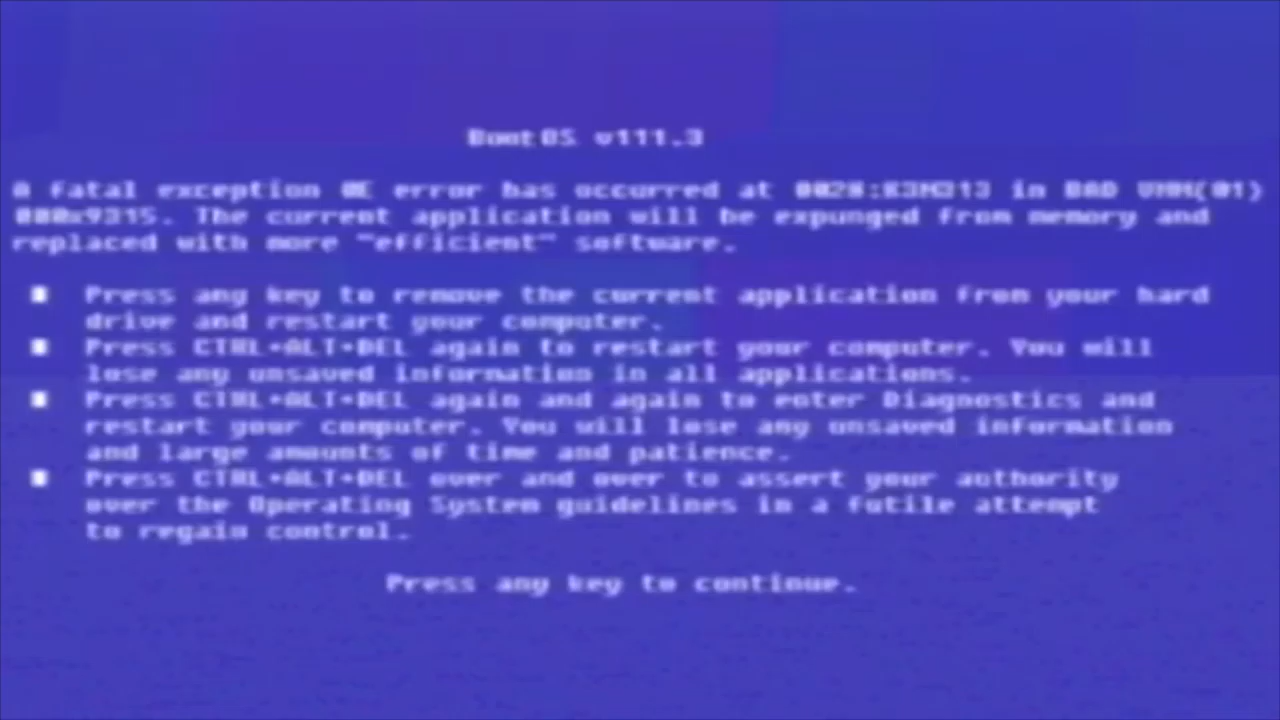 BootOS v111.3
A fatal exception 0E error has occurred at
in BAD VMM(01)
000x9315. The current application will be expunged from memory and
replaced with more "efficient" software.
Press any key to remove the current application from your hard
drive and restart your computer.
Press CTRL+ALT+DEL again to restart your computer. You will
lose any unsaved information in all applications.
Press CTRL+ALT+DEL again and again to enter Diagnostics and
restart your computer. You will lose any unsaved information
and large amounts of time and patience.
Press CTRL+ALT+DEL over and over to assert your authority
over the Operating System guidelines in a futile attempt
to regain control.
Press any key to continue.